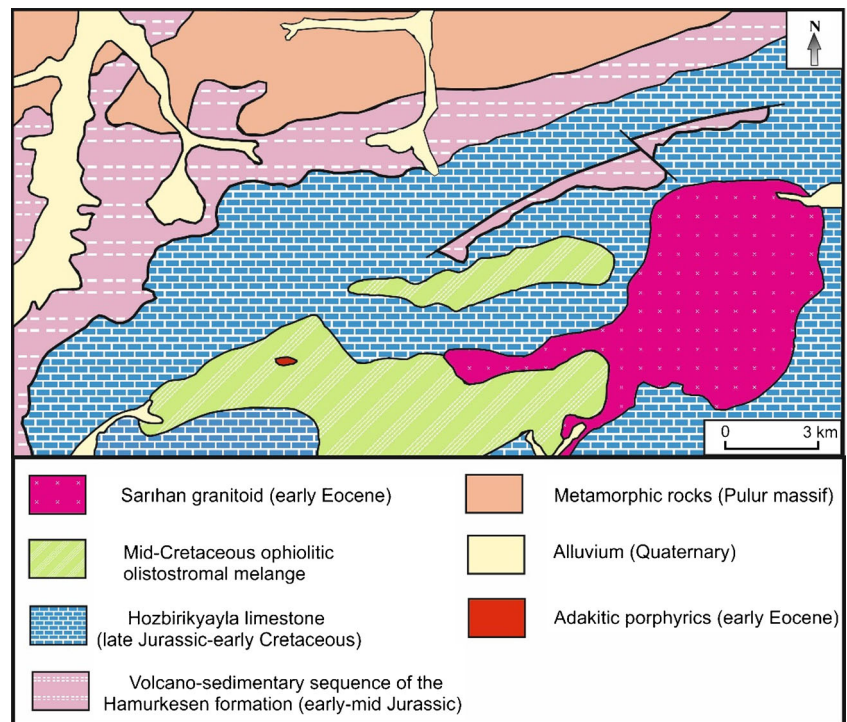 N
0 3 km
Sarıhan granitoid (early Eocene)
Mid-Cretaceous ophiolitic
olistostromal melange
Hozbirikyayla limestone
(late Jurassic-early Cretaceous)
Volcano-sedimentary sequence of the
Hamurkesen formation (early-mid Jurassic)
Metamorphic rocks (Pulur massif)
Alluvium (Quaternary)
Adakitic porphyrics (early Eocene)